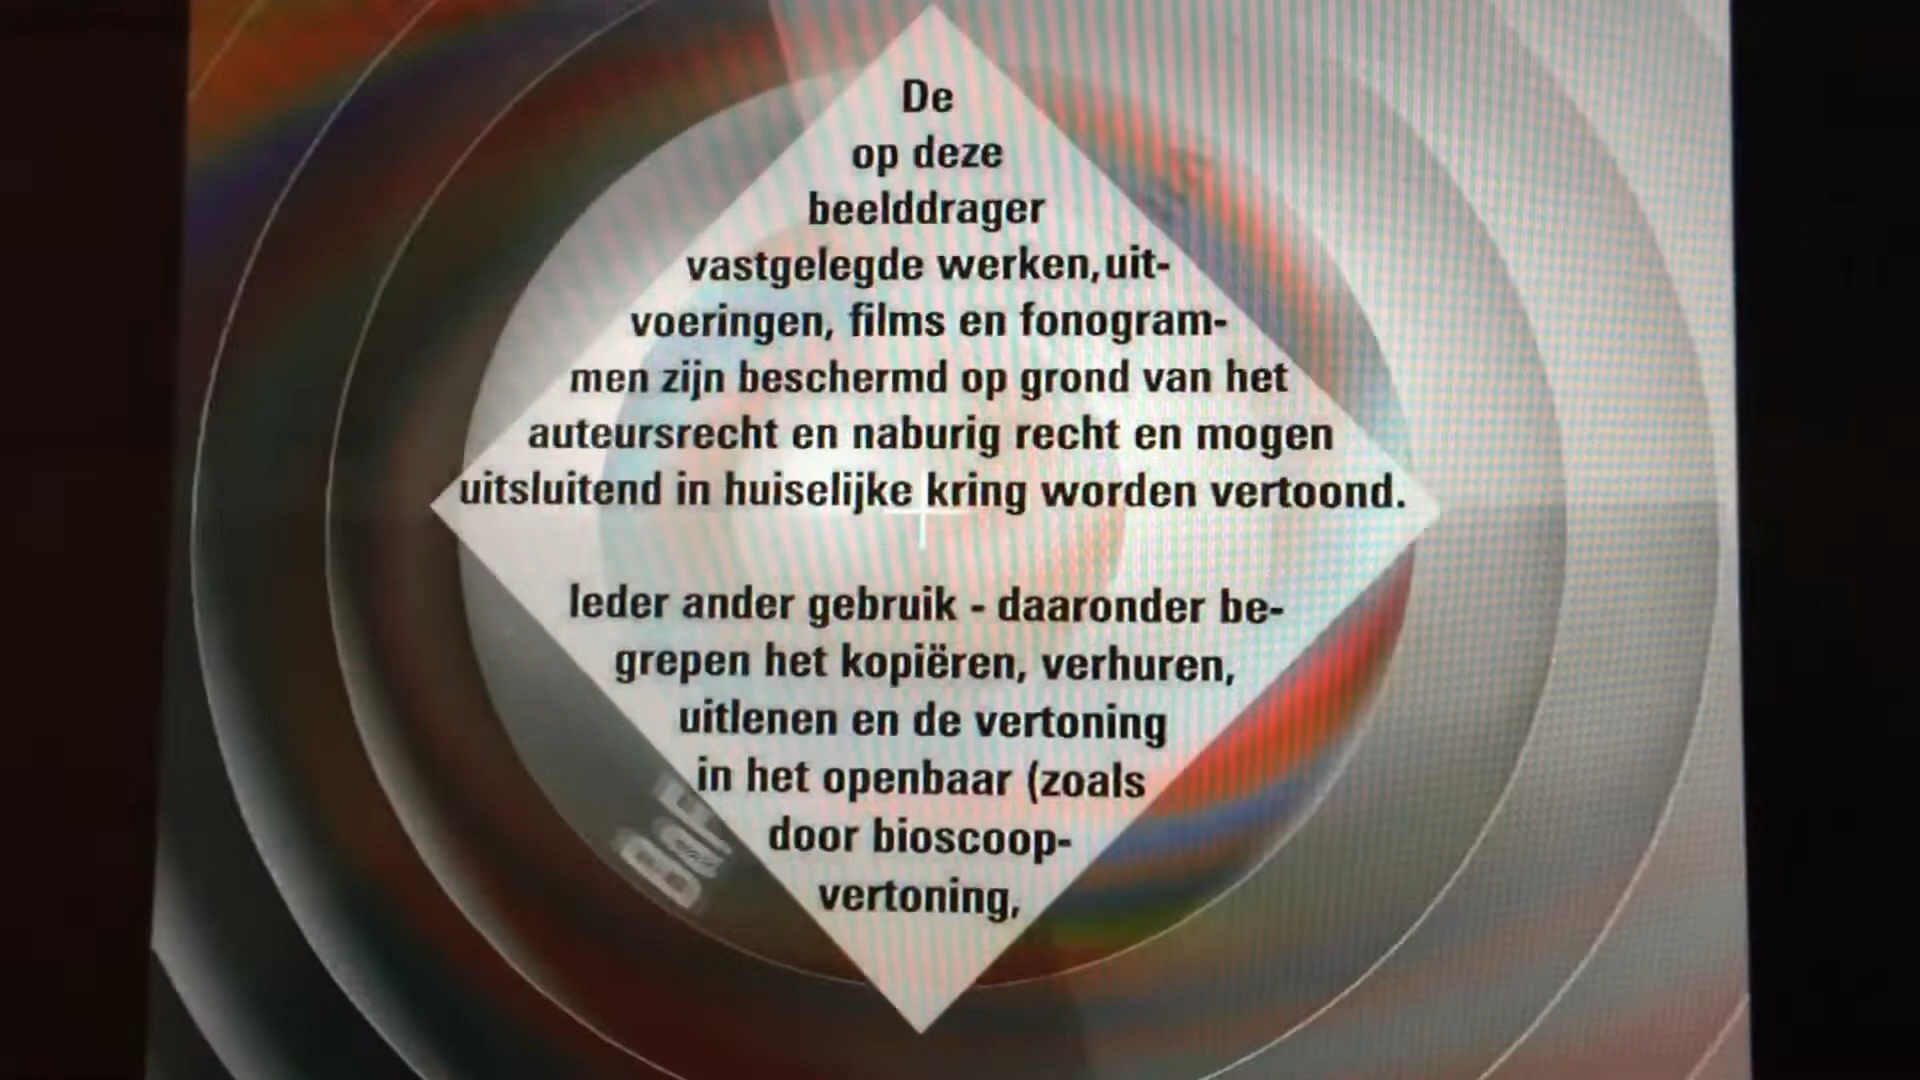 De
op deze
beelddrager
vastgelegde werken,uit-
voeringen, films en fonogram-
men zijn beschermd op grond van het
auteursrecht en naburig recht en mogen
uitsluitend in huiselijke kring worden vertoond.
Ieder ander gebruik - daaronder be-
grepen het kopiëren, verhuren,
uitlenen en de vertoning
in het openbaar (zoals
door bioscoop-
vertoning,